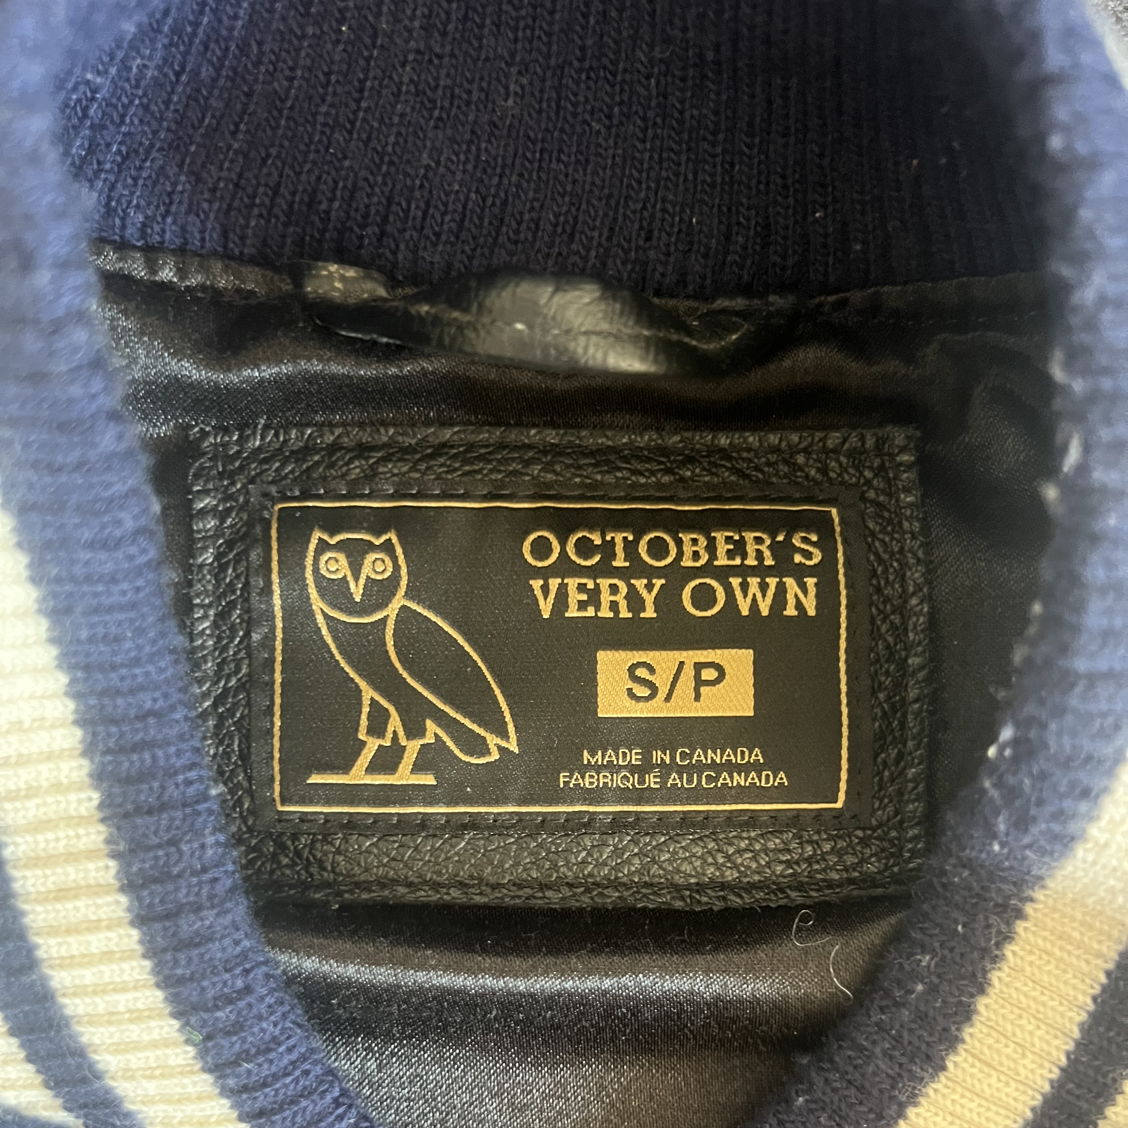 OCTOBER'S
VERY OWN
S/P
MADE IN CANADA
FABRIQUÉ AU CANADA